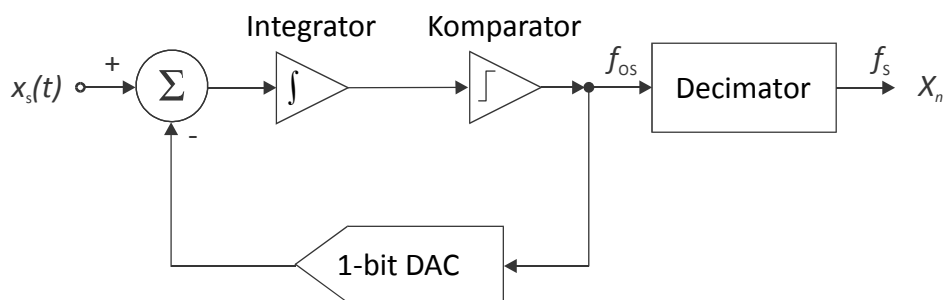 Integrator
Komparator
x_s(t)
+
-
Σ
∫
f_os
Decimator
f_s
X_n
1-bit DAC